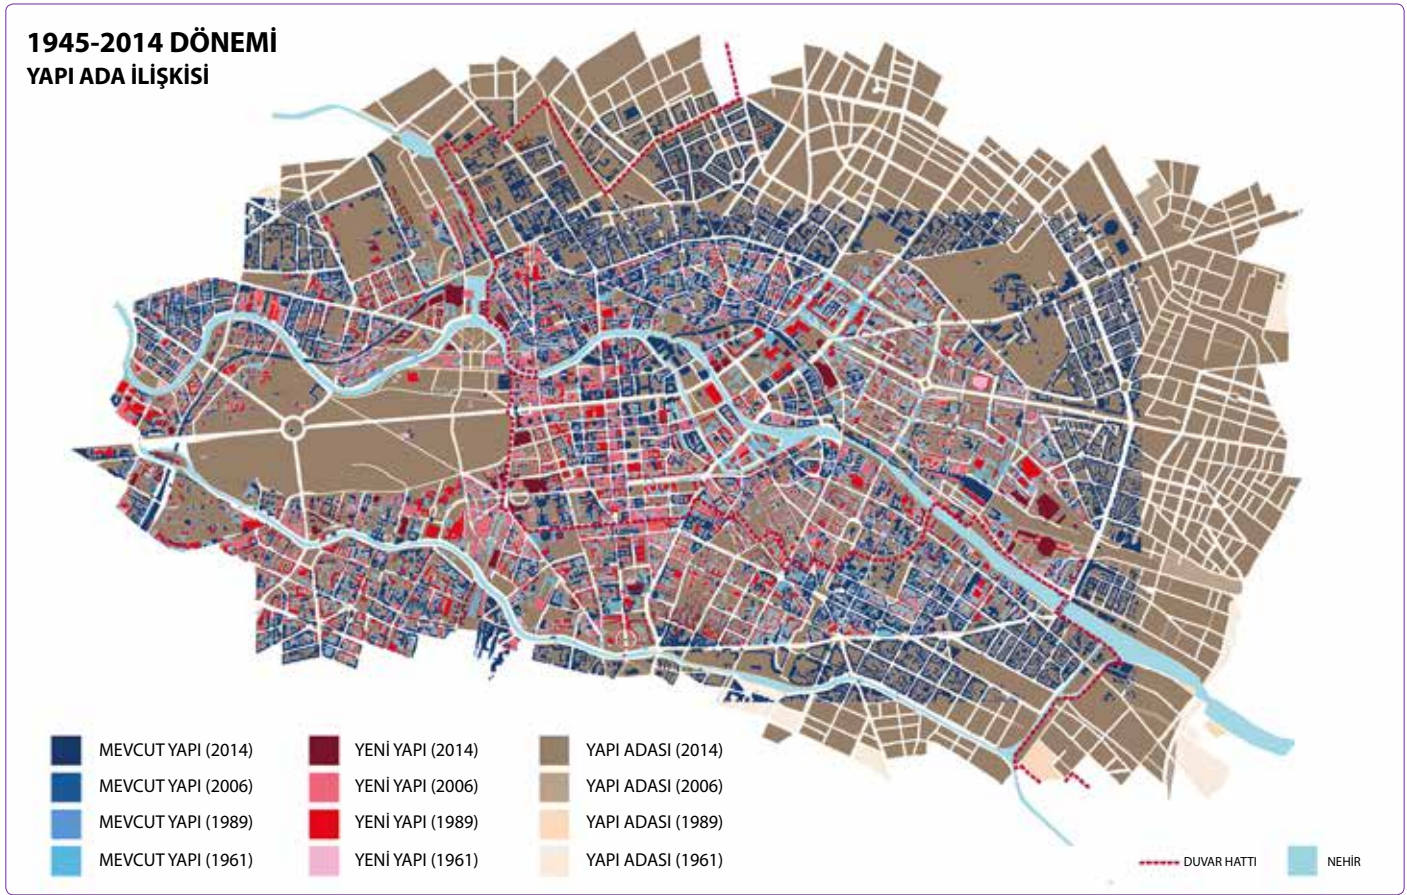 1945-2014 DÖNEMİ
YAPI ADA İLİŞKİSİ
MEVCUT YAPI (2014)
MEVCUT YAPI (2006)
MEVCUT YAPI (1989)
MEVCUT YAPI (1961)
YENİ YAPI (2014)
YENİ YAPI (2006)
YENİ YAPI (1989)
YENİ YAPI (1961)
YAPI ADASI (2014)
YAPI ADASI (2006)
YAPI ADASI (1989)
YAPI ADASI (1961)
DUVAR HATTI
NEHİR